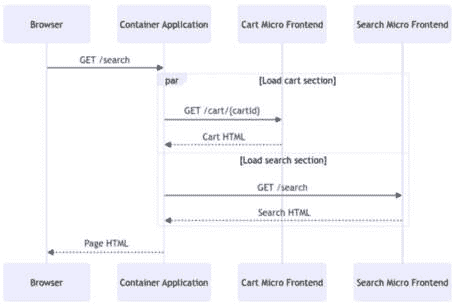 Browser
Container Application
Cart Micro Frontend
Search Micro Frontend
GET /search
par
[Load cart section]
GET /cart/{cartId}
Cart HTML
[Load search section]
GET /search
Search HTML
Page HTML
Browser
Container Application
Cart Micro Frontend
Search Micro Frontend